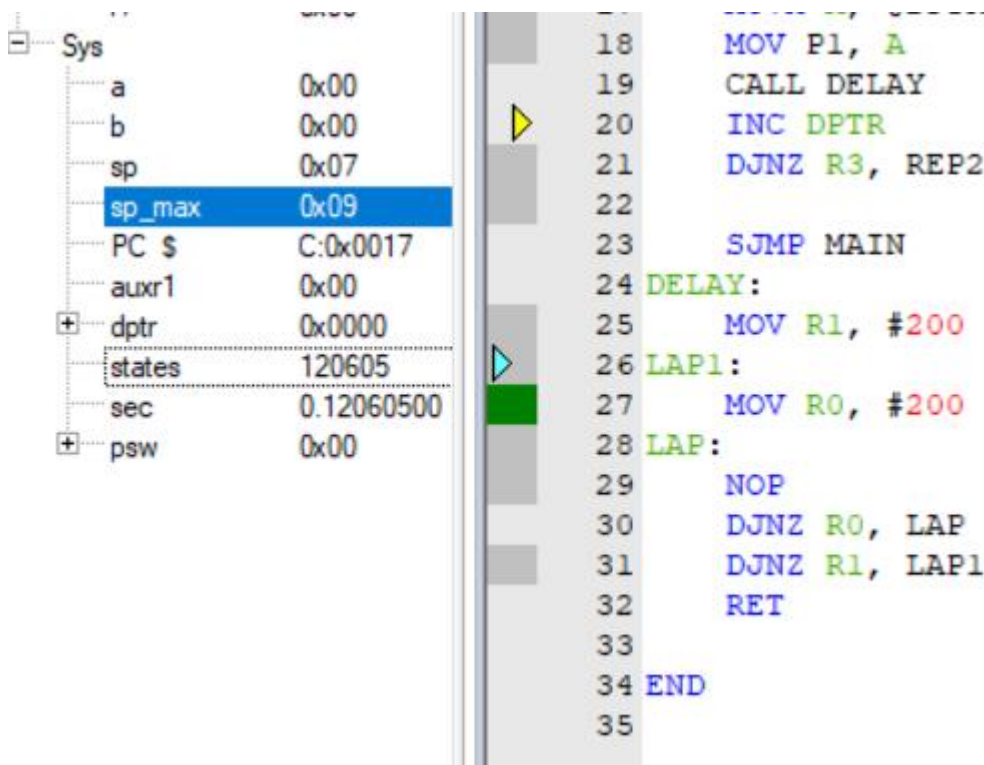 Sys
a 0x00
b 0x00
sp 0x07
sp_max 0x09
PC $ C:0x0017
auxr1 0x00
dptr 0x0000
states 120605
sec 0.12060500
psw 0x00
18 MOV P1, A
19 CALL DELAY
20 INC DPTR
21 DJNZ R3, REP2
22
23 SJMP MAIN
24 DELAY:
25 MOV R1, #200
26 LAP1:
27 MOV R0, #200
28 LAP:
29 NOP
30 DJNZ R0, LAP
31 DJNZ R1, LAP1
32 RET
33
34 END
35